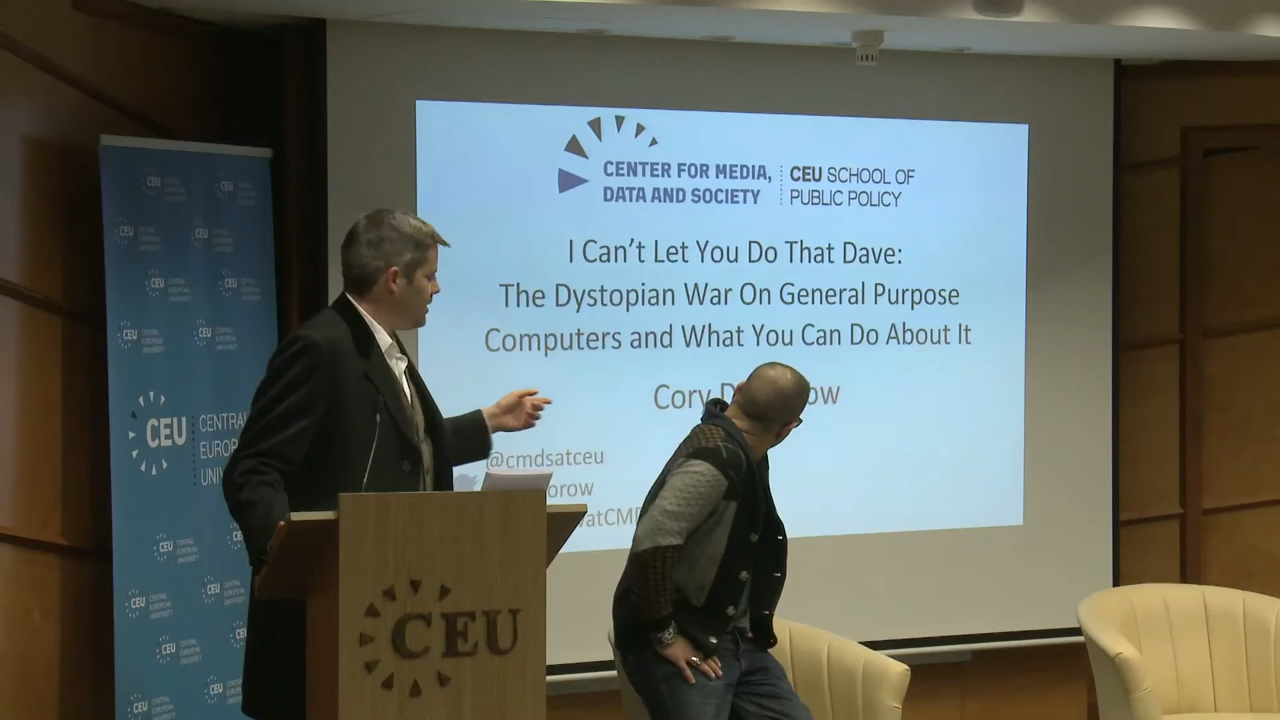 CENTER FOR MEDIA,
DATA AND SOCIETY
CEU SCHOOL OF
PUBLIC POLICY
I Can't Let You Do That Dave:
The Dystopian War On General Purpose
Computers and What You Can Do About It
Cory
@cmdsatceu
CEU
CENTRAL
EUROPEAN
CEU